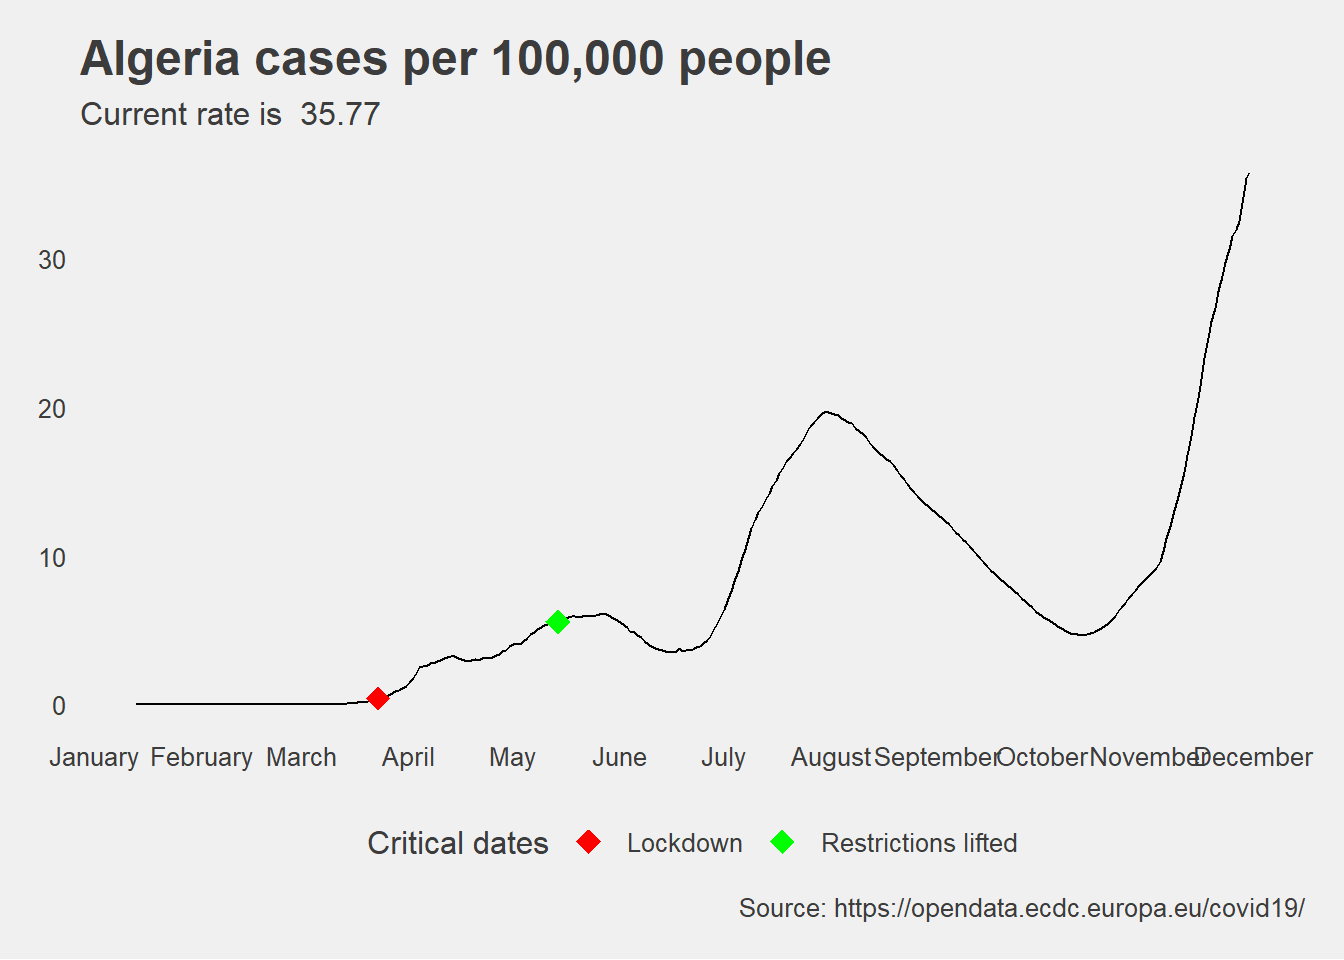 Algeria cases per 100,000 people
Current rate is  35.77
30
20
10
0
January February March April May June July August September October November December
Critical dates Lockdown Restrictions lifted
Source: https://opendata.ecdc.europa.eu/covid19/